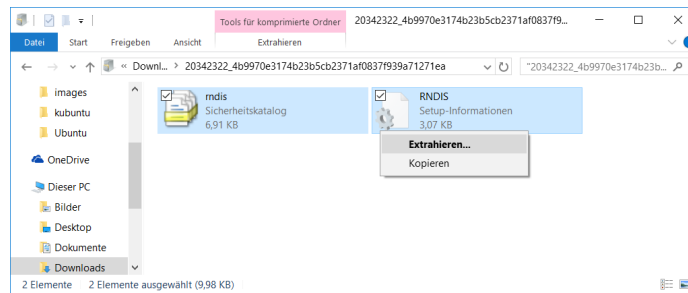 Tools für komprimierte Ordner
20342322_4b9970e3174b23b5cb2371af0837f9...
Datei
Start
Freigeben
Ansicht
Extrahieren
« Downl... > 20342322_4b9970e3174b23b5cb2371af0837f939a71271ea
"20342322_4b9970e3174b23b...
images
kubuntu
Ubuntu
OneDrive
Dieser PC
Bilder
Desktop
Dokumente
Downloads
rndis
Sicherheitskatalog
6,91 KB
RNDIS
Setup-Informationen
3,07 KB
Extrahieren...
Kopieren
2 Elemente
2 Elemente ausgewählt (9,98 KB)